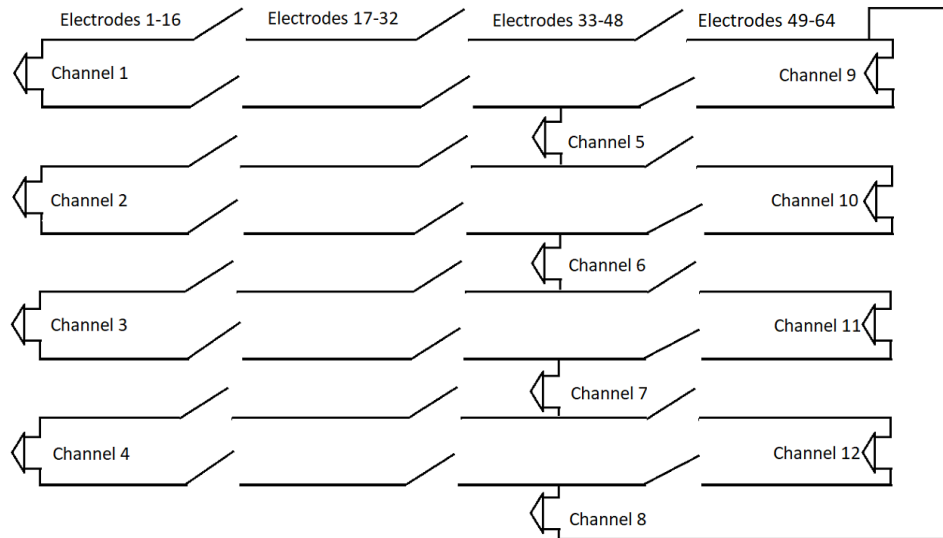 Electrodes 1-16 Electrodes 17-32 Electrodes 33-48 Electrodes 49-64
Channel 1 Channel 9
Channel 5
Channel 2 Channel 10
Channel 6
Channel 3 Channel 11
Channel 7
Channel 4 Channel 12
Channel 8